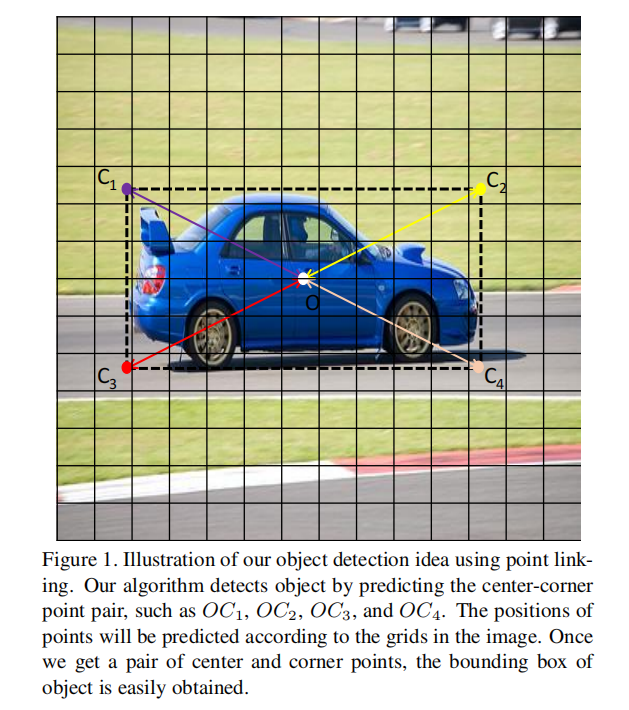 C₁
C₂
O
C₃
C₄
Figure 1. Illustration of our object detection idea using point link-
ing. Our algorithm detects object by predicting the center-corner
point pair, such as OC₁, OC₂, OC₃, and OC₄. The positions of
points will be predicted according to the grids in the image. Once
we get a pair of center and corner points, the bounding box of
object is easily obtained.